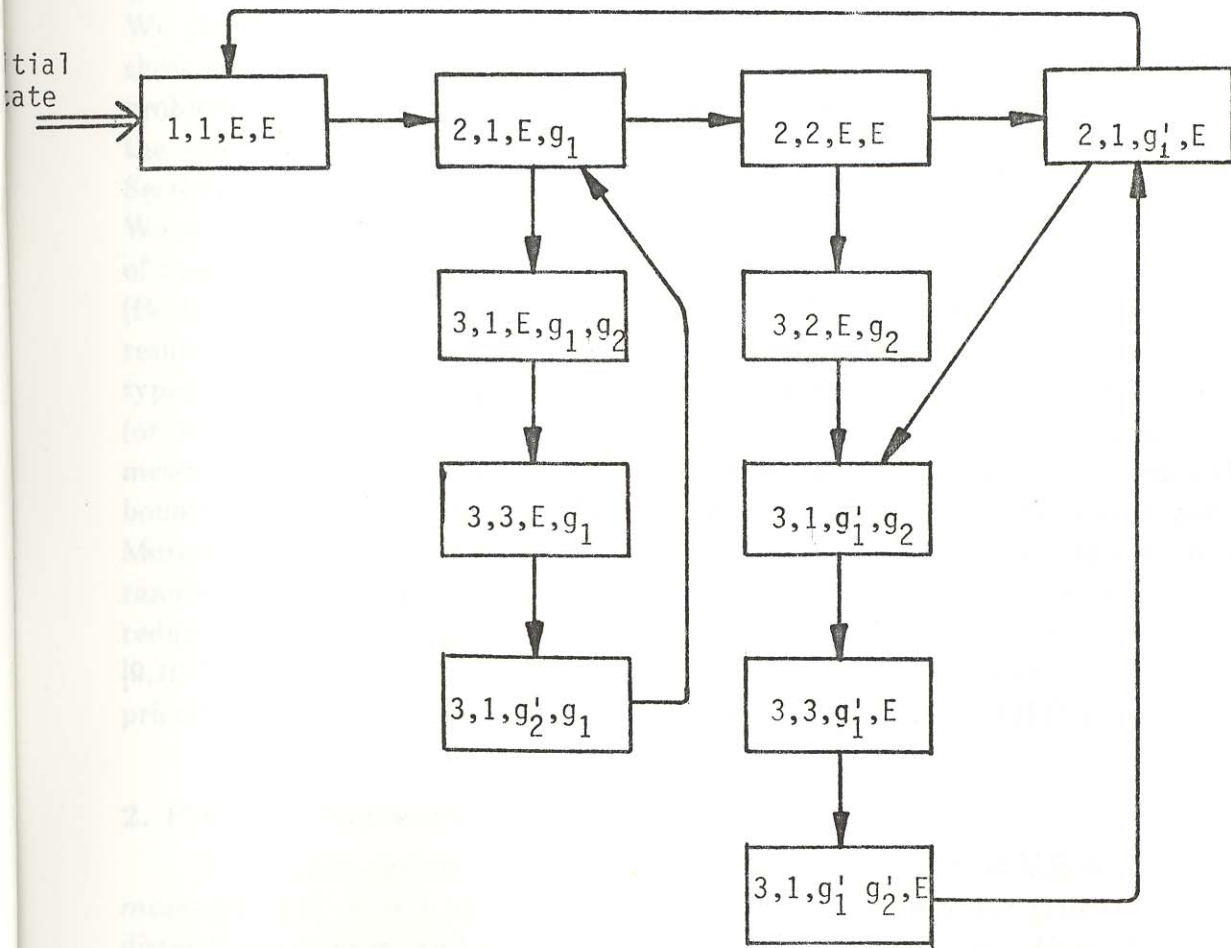 itial
tate
1,1,E,E
2,1,E,g₁
2,2,E,E
2,1,g₁',E
3,1,E,g₁,g₂
3,2,E,g₂
3,3,E,g₁
3,1,g₁',g₂
3,1,g₂',g₁
3,3,g₁',E
3,1,g₁' g₂',E
2.